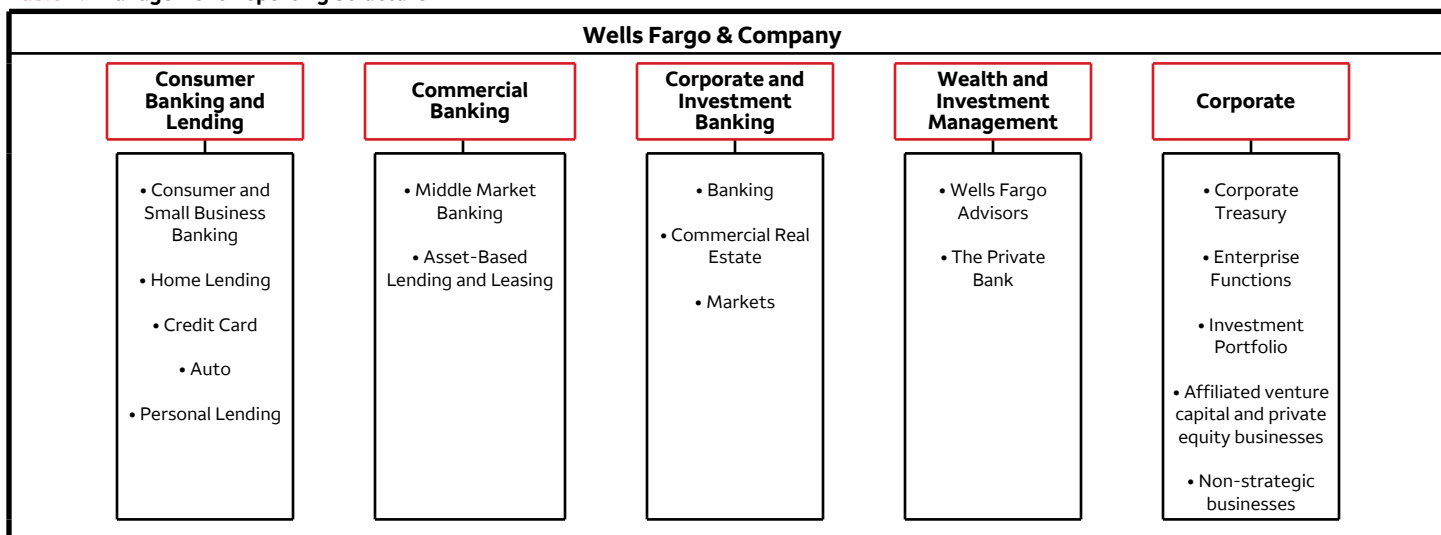 Wells Fargo & Company
Consumer
Banking and
Lending
Commercial
Banking
Corporate and
Investment
Banking
Wealth and
Investment
Management
Corporate
• Consumer and
Small Business
Banking
• Home Lending
• Credit Card
• Auto
• Personal Lending
• Middle Market
Banking
• Asset-Based
Lending and Leasing
• Banking
• Commercial Real
Estate
• Markets
• Wells Fargo
Advisors
• The Private
Bank
• Corporate
Treasury
• Enterprise
Functions
• Investment
Portfolio
• Affiliated venture
capital and private
equity businesses
• Non-strategic
businesses